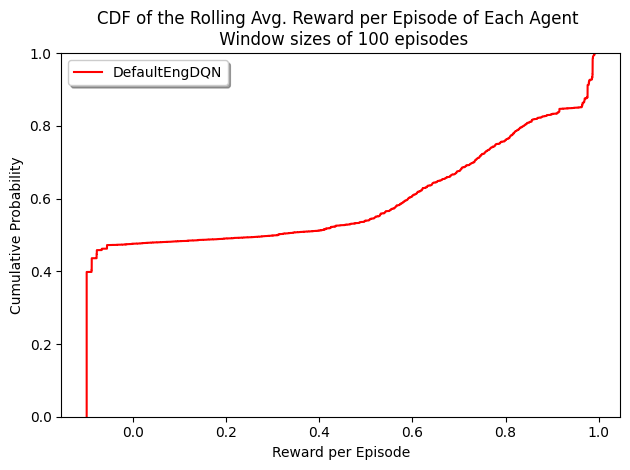 CDF of the Rolling Avg. Reward per Episode of Each Agent
Window sizes of 100 episodes
DefaultEngDQN
Cumulative Probability
1.0
0.8
0.6
0.4
0.2
0.0
0.0 0.2 0.4 0.6 0.8 1.0
Reward per Episode